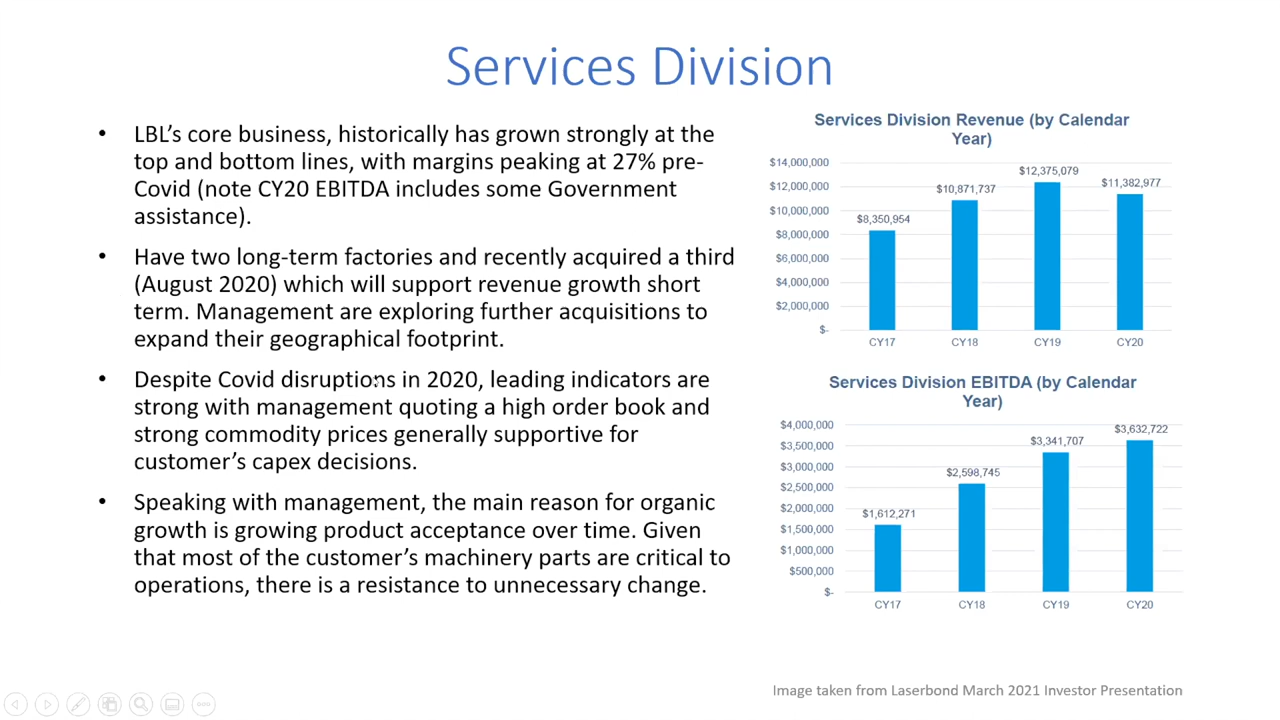 Services Division
• LBL's core business, historically has grown strongly at the
top and bottom lines, with margins peaking at 27% pre-
Covid (note CY20 EBITDA includes some Government
assistance).
• Have two long-term factories and recently acquired a third
(August 2020) which will support revenue growth short
term. Management are exploring further acquisitions to
expand their geographical footprint.
• Despite Covid disruptions in 2020, leading indicators are
strong with management quoting a high order book and
strong commodity prices generally supportive for
customer's capex decisions.
• Speaking with management, the main reason for organic
growth is growing product acceptance over time. Given
that most of the customer's machinery parts are critical to
operations, there is a resistance to unnecessary change.
Services Division Revenue (by Calendar
Year)
$14,000,000
$12,000,000
$10,000,000
$8,000,000
$6,000,000
$4,000,000
$2,000,000
$-
$8,350,954
$10,871,737
$12,375,079
$11,382,977
CY17 CY18 CY19 CY20
Services Division EBITDA (by Calendar
Year)
$4,000,000
$3,500,000
$3,000,000
$2,500,000
$2,000,000
$1,500,000
$1,000,000
$500,000
$-
$1,612,271
$2,598,745
$3,341,707
$3,632,722
CY17 CY18 CY19 CY20
Image taken from Laserbond March 2021 Investor Presentation